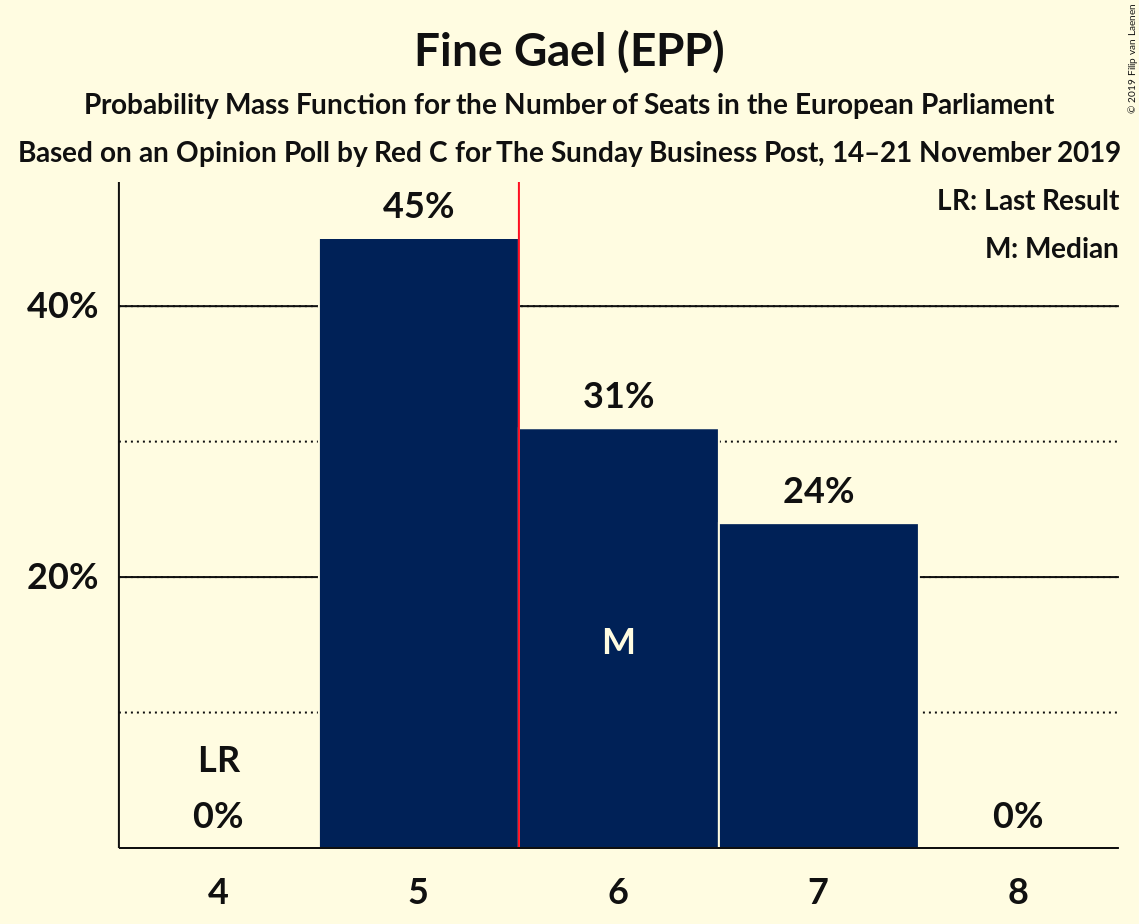 Fine Gael (EPP)
Probability Mass Function for the Number of Seats in the European Parliament
Based on an Opinion Poll by Red C for The Sunday Business Post, 14–21 November 2019
© 2019 Filip van Laenen
LR: Last Result
M: Median
45%
40%
31%
24%
20%
M
LR
0%
0%
4
5
6
7
8